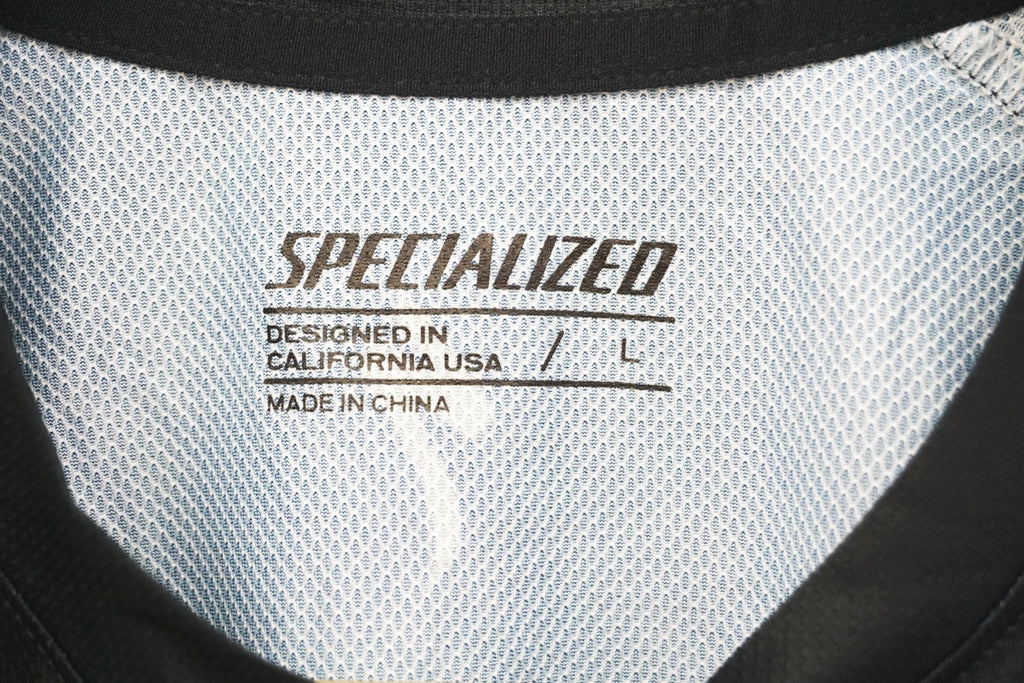 SPECIALIZED
DESIGNED IN
CALIFORNIA USA / L
MADE IN CHINA